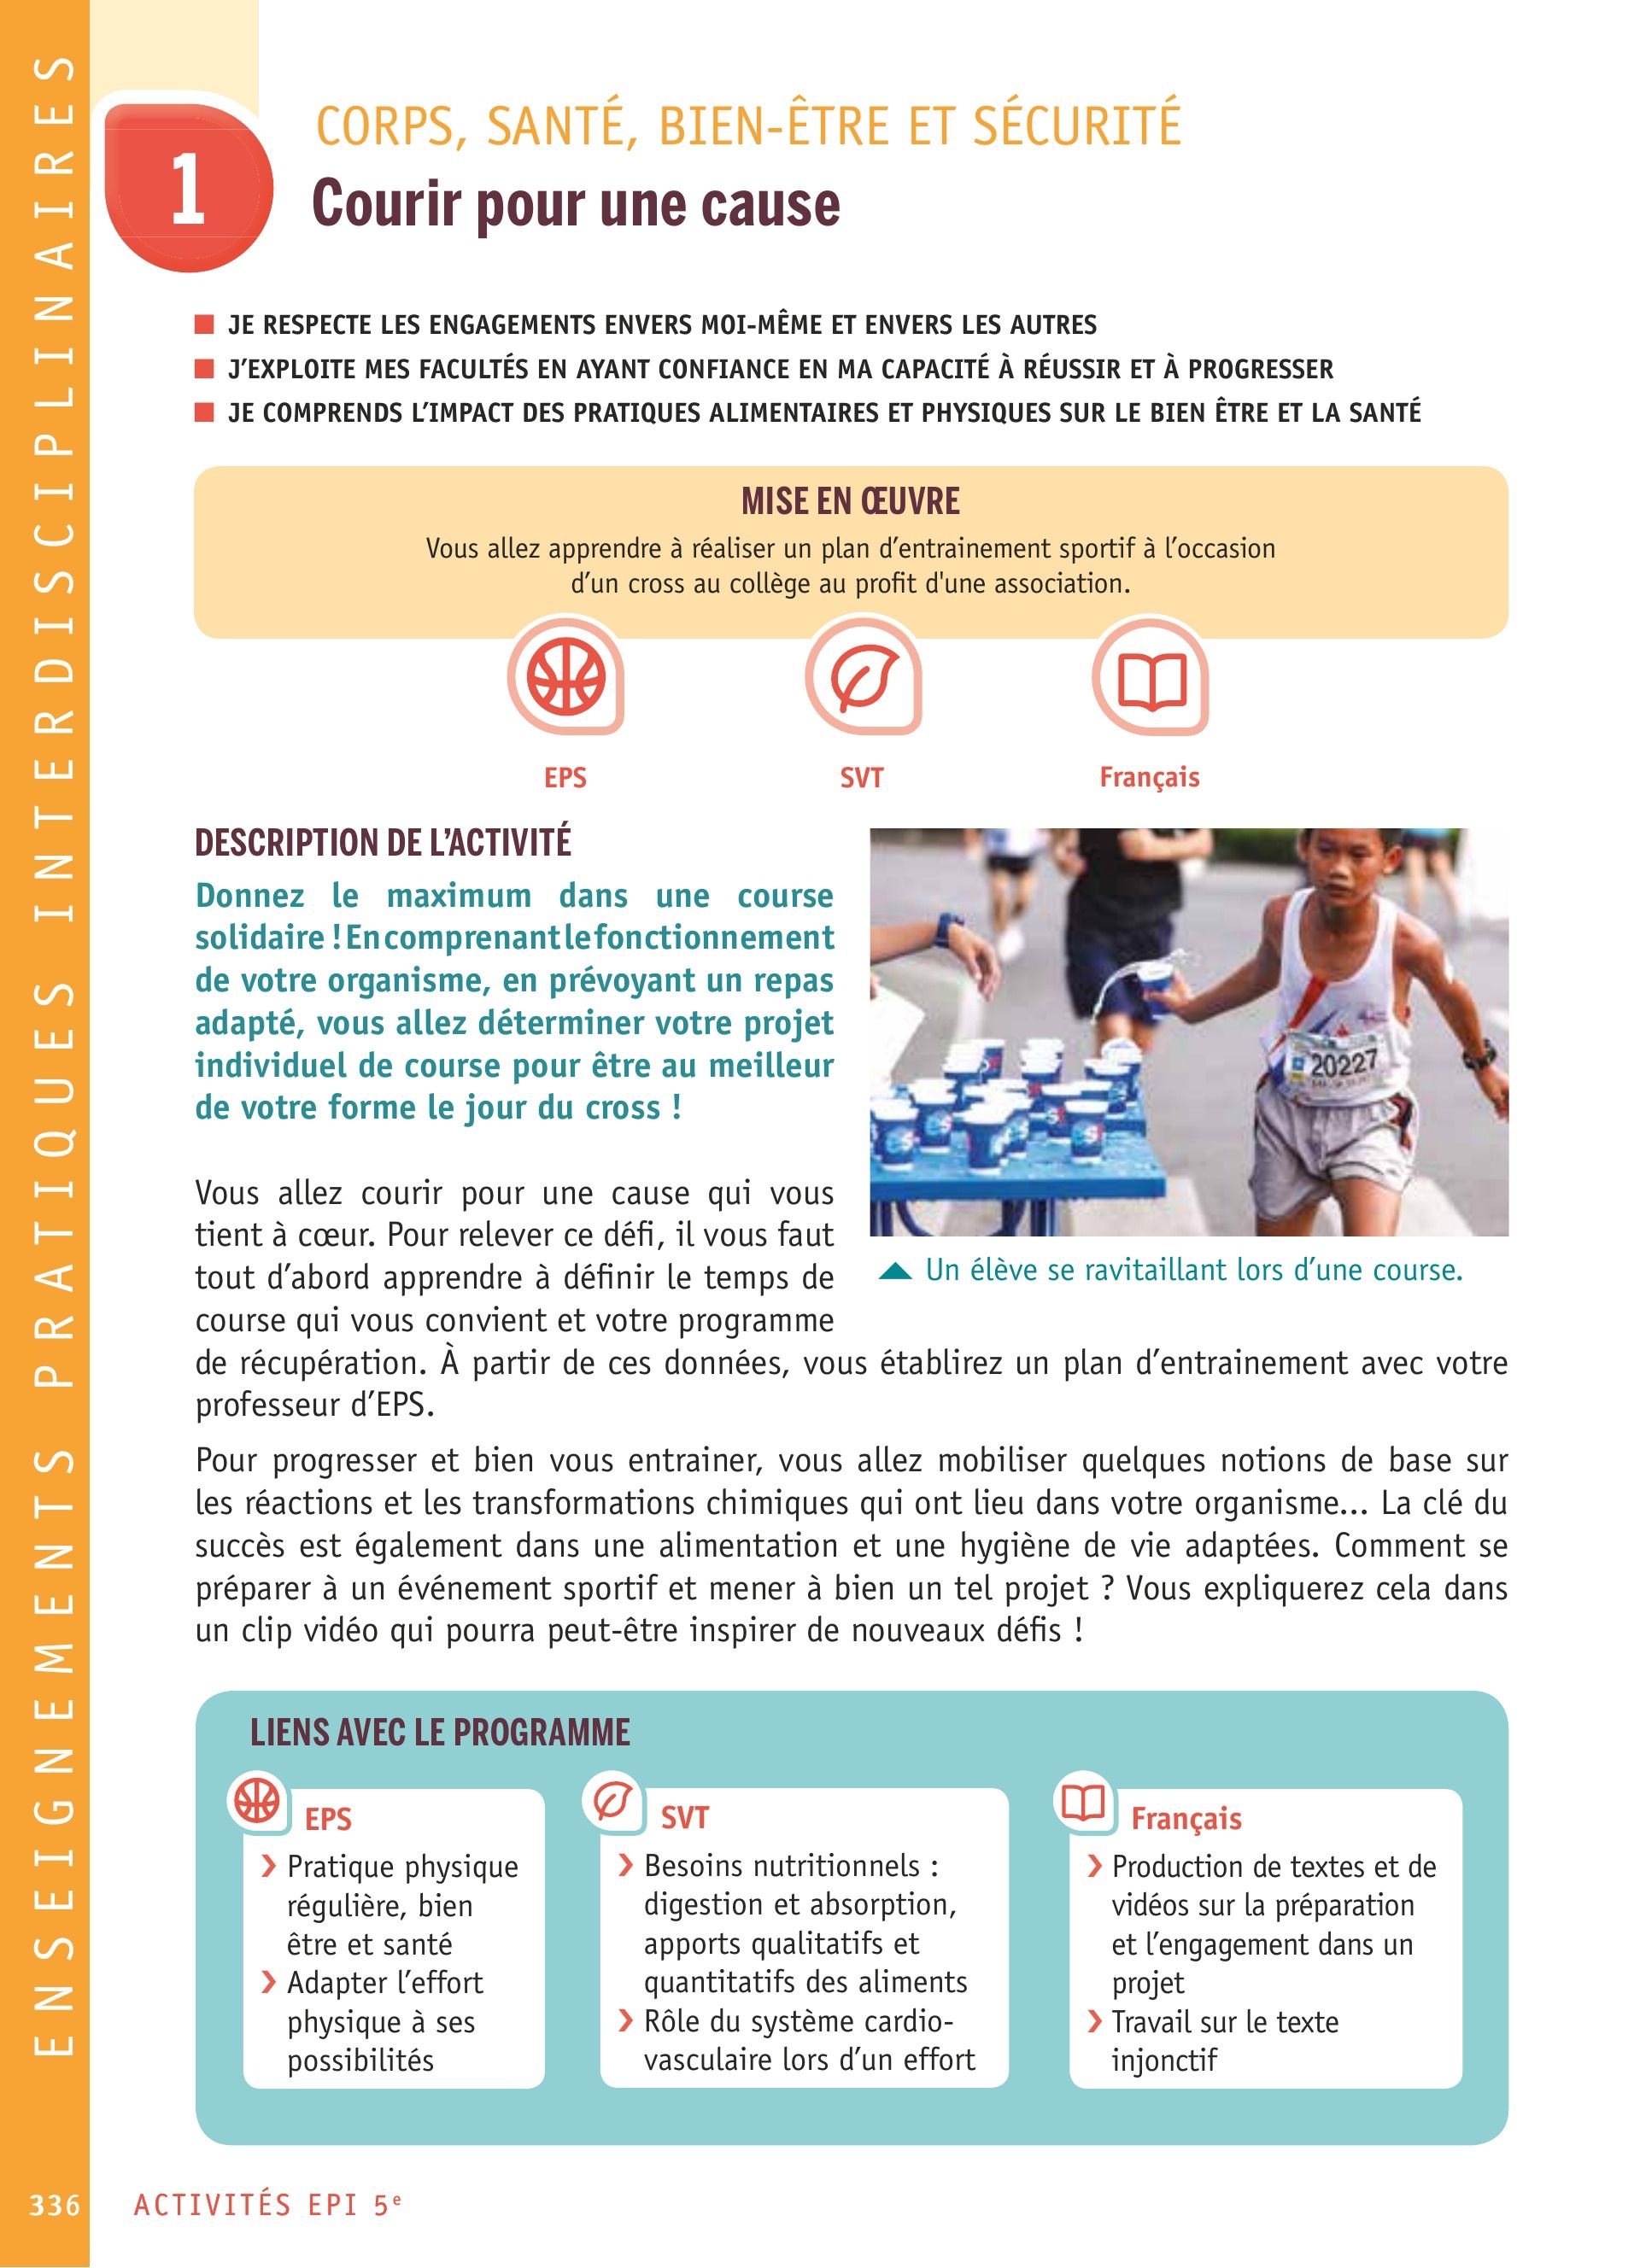 ENSEIGNEMENTS PRATIQUES INTERDISCIPLINAIRES
1
CORPS, SANTÉ, BIEN-ÊTRE ET SÉCURITÉ
Courir pour une cause
JE RESPECTE LES ENGAGEMENTS ENVERS MOI-MÊME ET ENVERS LES AUTRES
J’EXPLOITE MES FACULTÉS EN AYANT CONFIANCE EN MA CAPACITÉ À RÉUSSIR ET À PROGRESSER
JE COMPRENDS L’IMPACT DES PRATIQUES ALIMENTAIRES ET PHYSIQUES SUR LE BIEN ÊTRE ET LA SANTÉ
MISE EN ŒUVRE
Vous allez apprendre à réaliser un plan d’entrainement sportif à l’occasion
d’un cross au collège au profit d'une association.
EPS
SVT
Français
DESCRIPTION DE L’ACTIVITÉ
Donnez le maximum dans une course
solidaire ! En comprenant le fonctionnement
de votre organisme, en prévoyant un repas
adapté, vous allez déterminer votre projet
individuel de course pour être au meilleur
de votre forme le jour du cross !
20227
Un élève se ravitaillant lors d’une course.
Vous allez courir pour une cause qui vous
tient à cœur. Pour relever ce défi, il vous faut
tout d’abord apprendre à définir le temps de
course qui vous convient et votre programme
de récupération. À partir de ces données, vous établirez un plan d’entrainement avec votre
professeur d’EPS.
Pour progresser et bien vous entrainer, vous allez mobiliser quelques notions de base sur
les réactions et les transformations chimiques qui ont lieu dans votre organisme... La clé du
succès est également dans une alimentation et une hygiène de vie adaptées. Comment se
préparer à un événement sportif et mener à bien un tel projet ? Vous expliquerez cela dans
un clip vidéo qui pourra peut-être inspirer de nouveaux défis !
LIENS AVEC LE PROGRAMME
EPS
❯ Pratique physique
régulière, bien
être et santé
❯ Adapter l’effort
physique à ses
possibilités
SVT
❯ Besoins nutritionnels :
digestion et absorption,
apports qualitatifs et
quantitatifs des aliments
❯ Rôle du système cardio-
vasculaire lors d’un effort
Français
❯ Production de textes et de
vidéos sur la préparation
et l’engagement dans un
projet
❯ Travail sur le texte
injonctif
336
ACTIVITÉS EPI 5e